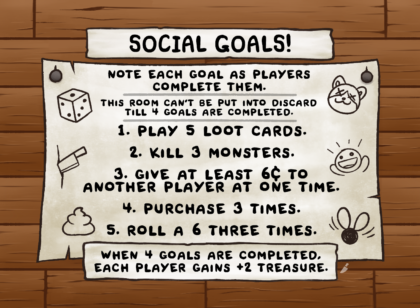 SOCIAL GOALS!
NOTE EACH GOAL AS PLAYERS
COMPLETE THEM.
THIS ROOM CAN'T BE PUT INTO DISCARD
TILL 4 GOALS ARE COMPLETED.
1. PLAY 5 LOOT CARDS.
2. KILL 3 MONSTERS.
3. GIVE AT LEAST 6¢ TO
ANOTHER PLAYER AT ONE TIME.
4. PURCHASE 3 TIMES.
5. ROLL A 6 THREE TIMES.
WHEN 4 GOALS ARE COMPLETED,
EACH PLAYER GAINS +2 TREASURE.